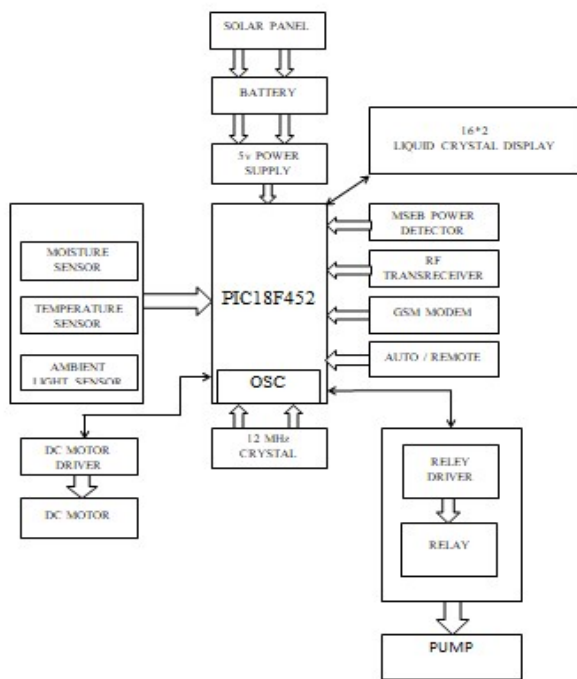 SOLAR PANEL
BATTERY
5v POWER
SUPPLY
16*2
LIQUID CRYSTAL DISPLAY
MSEB POWER
DETECTOR
RF
TRANSRECEIVER
GSM MODEM
AUTO / REMOTE
MOISTURE
SENSOR
TEMPERATURE
SENSOR
AMBIENT
LIGHT SENSOR
PIC18F452
OSC
12 MHz
CRYSTAL
DC MOTOR
DRIVER
DC MOTOR
RELEY
DRIVER
RELAY
PUMP